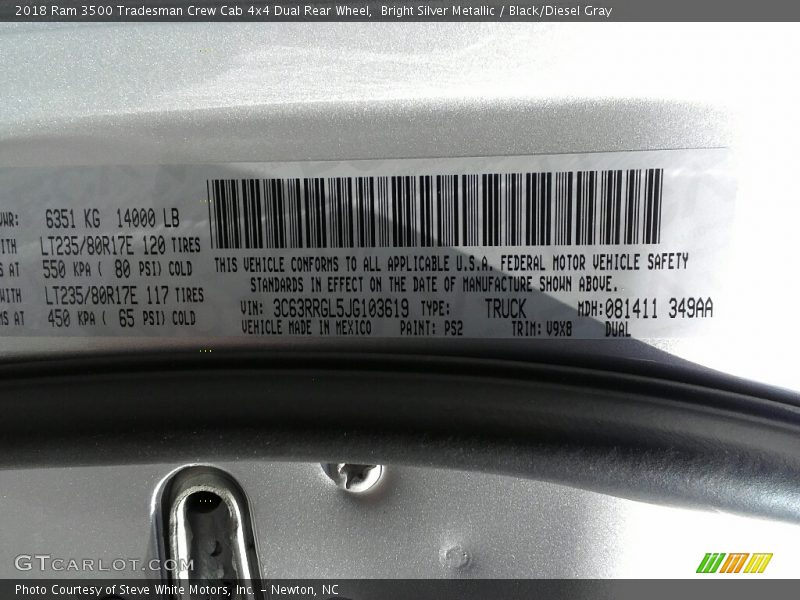 2018 Ram 3500 Tradesman Crew Cab 4x4 Dual Rear Wheel, Bright Silver Metallic / Black/Diesel Gray
6351 KG 14000 LB
LT235/80R17E 120 TIRES
S AT 550 KPA ( 80 PSI) COLD
WITH LT235/80R17E 117 TIRES
MS AT 450 KPA ( 65 PSI) COLD
THIS VEHICLE CONFORMS TO ALL APPLICABLE U.S.A. FEDERAL MOTOR VEHICLE SAFETY
STANDARDS IN EFFECT ON THE DATE OF MANUFACTURE SHOWN ABOVE.
VIN: 3C63RRGL5JG103619 TYPE: TRUCK MDH:081411 349AA
VEHICLE MADE IN MEXICO PAINT: PS2 TRIM: V9X8 DUAL
GTCARLOT.COM
Photo Courtesy of Steve White Motors, Inc. – Newton, NC